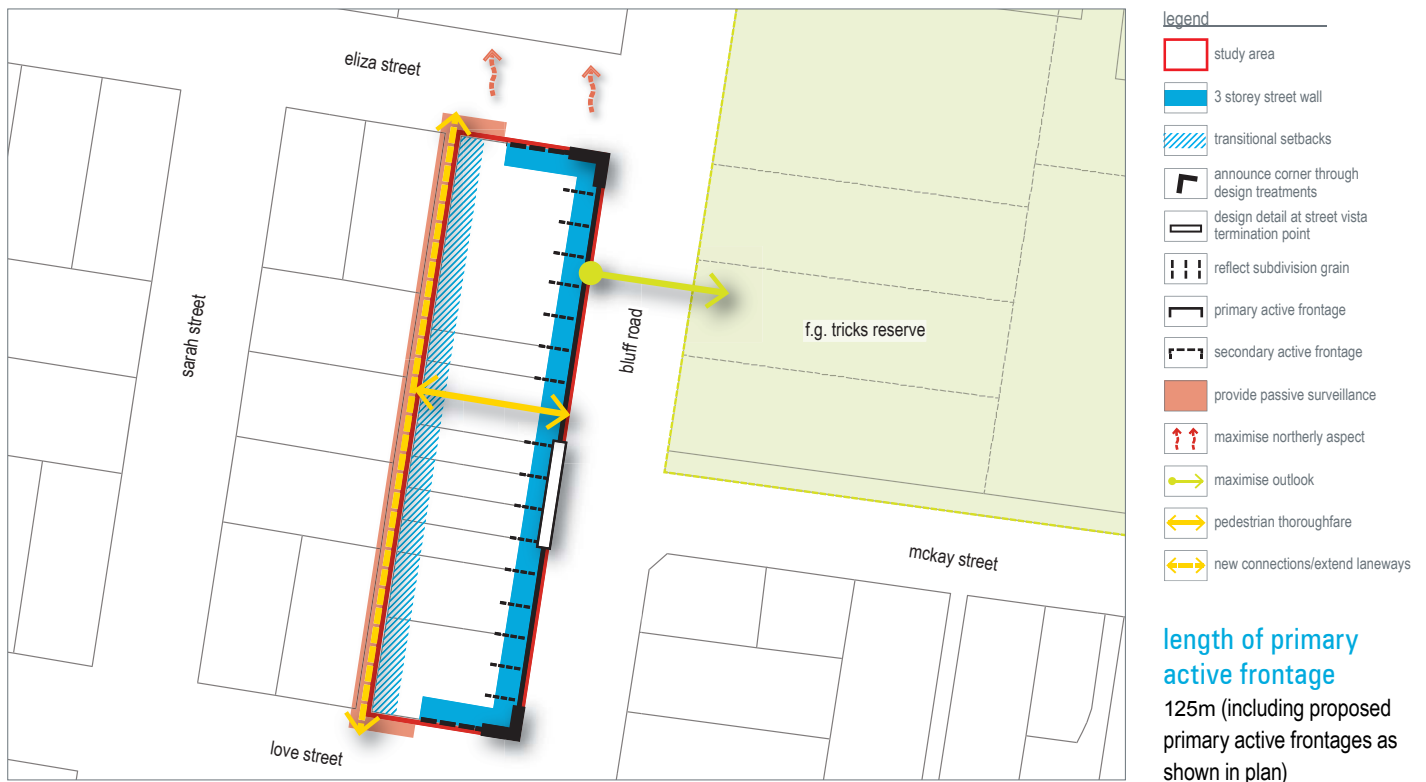 eliza street
sarah street
bluff road
f.g. tricks reserve
mckay street
love street
legend
study area
3 storey street wall
transitional setbacks
announce corner through
design treatments
design detail at street vista
termination point
reflect subdivision grain
primary active frontage
secondary active frontage
provide passive surveillance
maximise northerly aspect
maximise outlook
pedestrian thoroughfare
new connections/extend laneways
length of primary
active frontage
125m (including proposed
primary active frontages as
shown in plan)